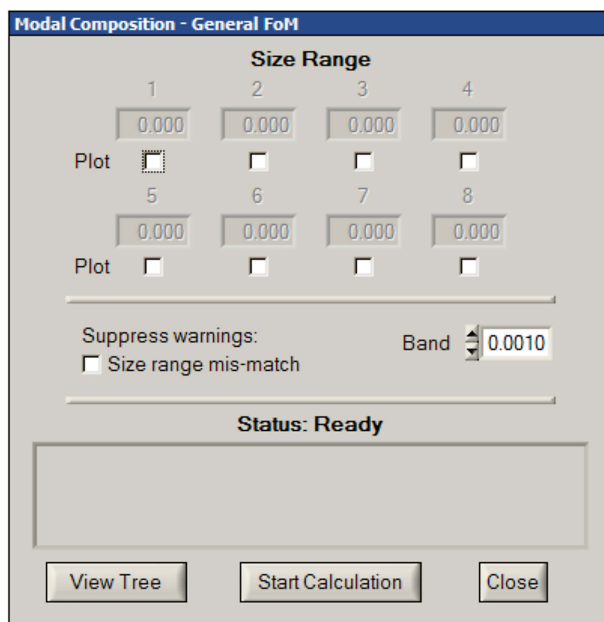 Modal Composition - General FoM
Size Range
1 2 3 4
0.000 0.000 0.000 0.000
Plot
5 6 7 8
0.000 0.000 0.000 0.000
Plot
Suppress warnings:
Band 0.0010
Size range mis-match
Status: Ready
View Tree Start Calculation Close